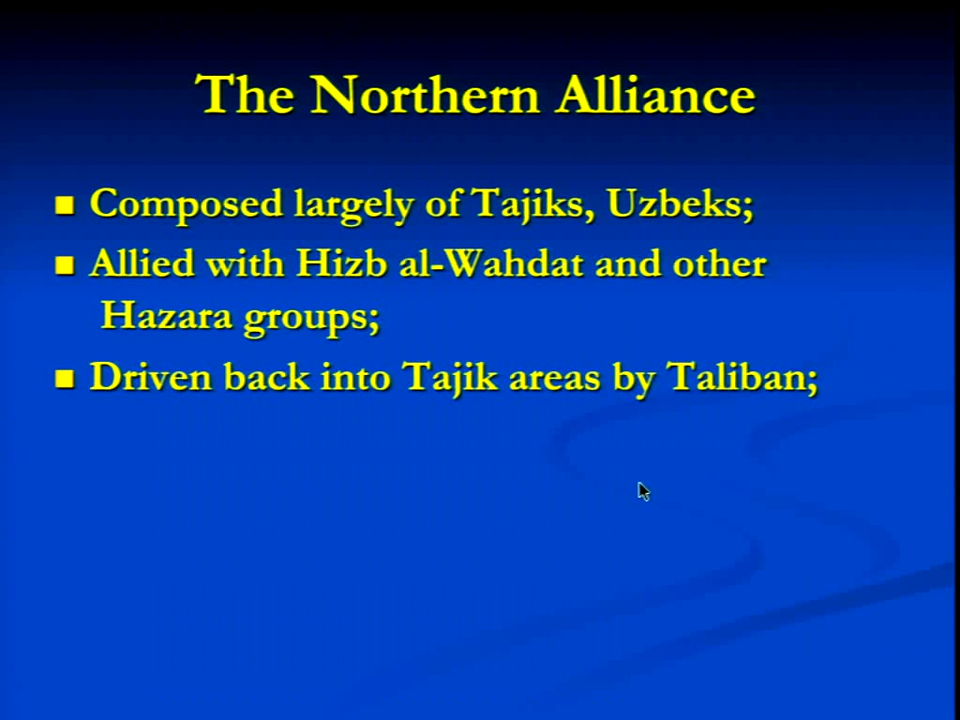 The Northern Alliance
■ Composed largely of Tajiks, Uzbeks;
■ Allied with Hizb al-Wahdat and other
Hazara groups;
■ Driven back into Tajik areas by Taliban;